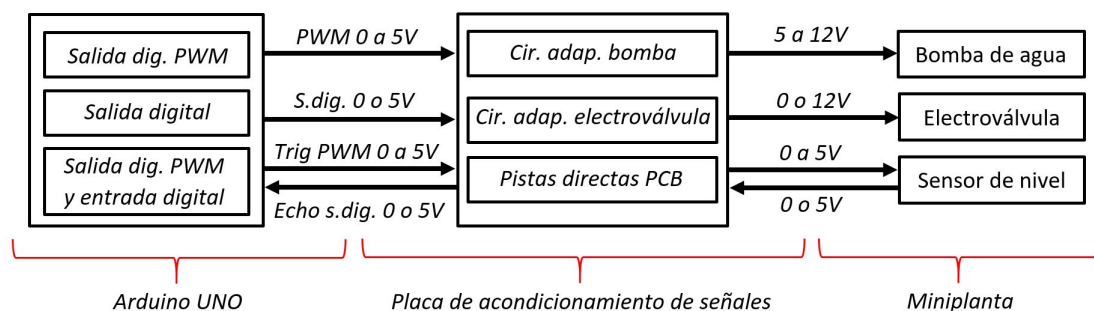 Salida dig. PWM
PWM 0 a 5V
Cir. adap. bomba
5 a 12V
Bomba de agua
Salida digital
S.dig. 0 o 5V
Cir. adap. electroválvula
0 o 12V
Electroválvula
Salida dig. PWM
y entrada digital
Trig PWM 0 a 5V
Echo s.dig. 0 o 5V
Pistas directas PCB
0 a 5V
0 o 5V
Sensor de nivel
Arduino UNO
Placa de acondicionamiento de señales
Miniplanta